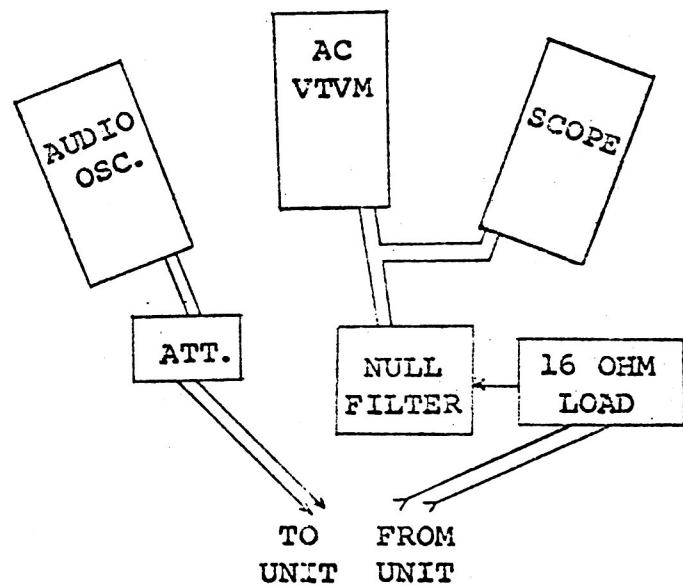 AUDIO
OSC.
AC
VTVM
SCOPE
ATT.
NULL
FILTER
16 OHM
LOAD
TO
UNIT
FROM
UNIT